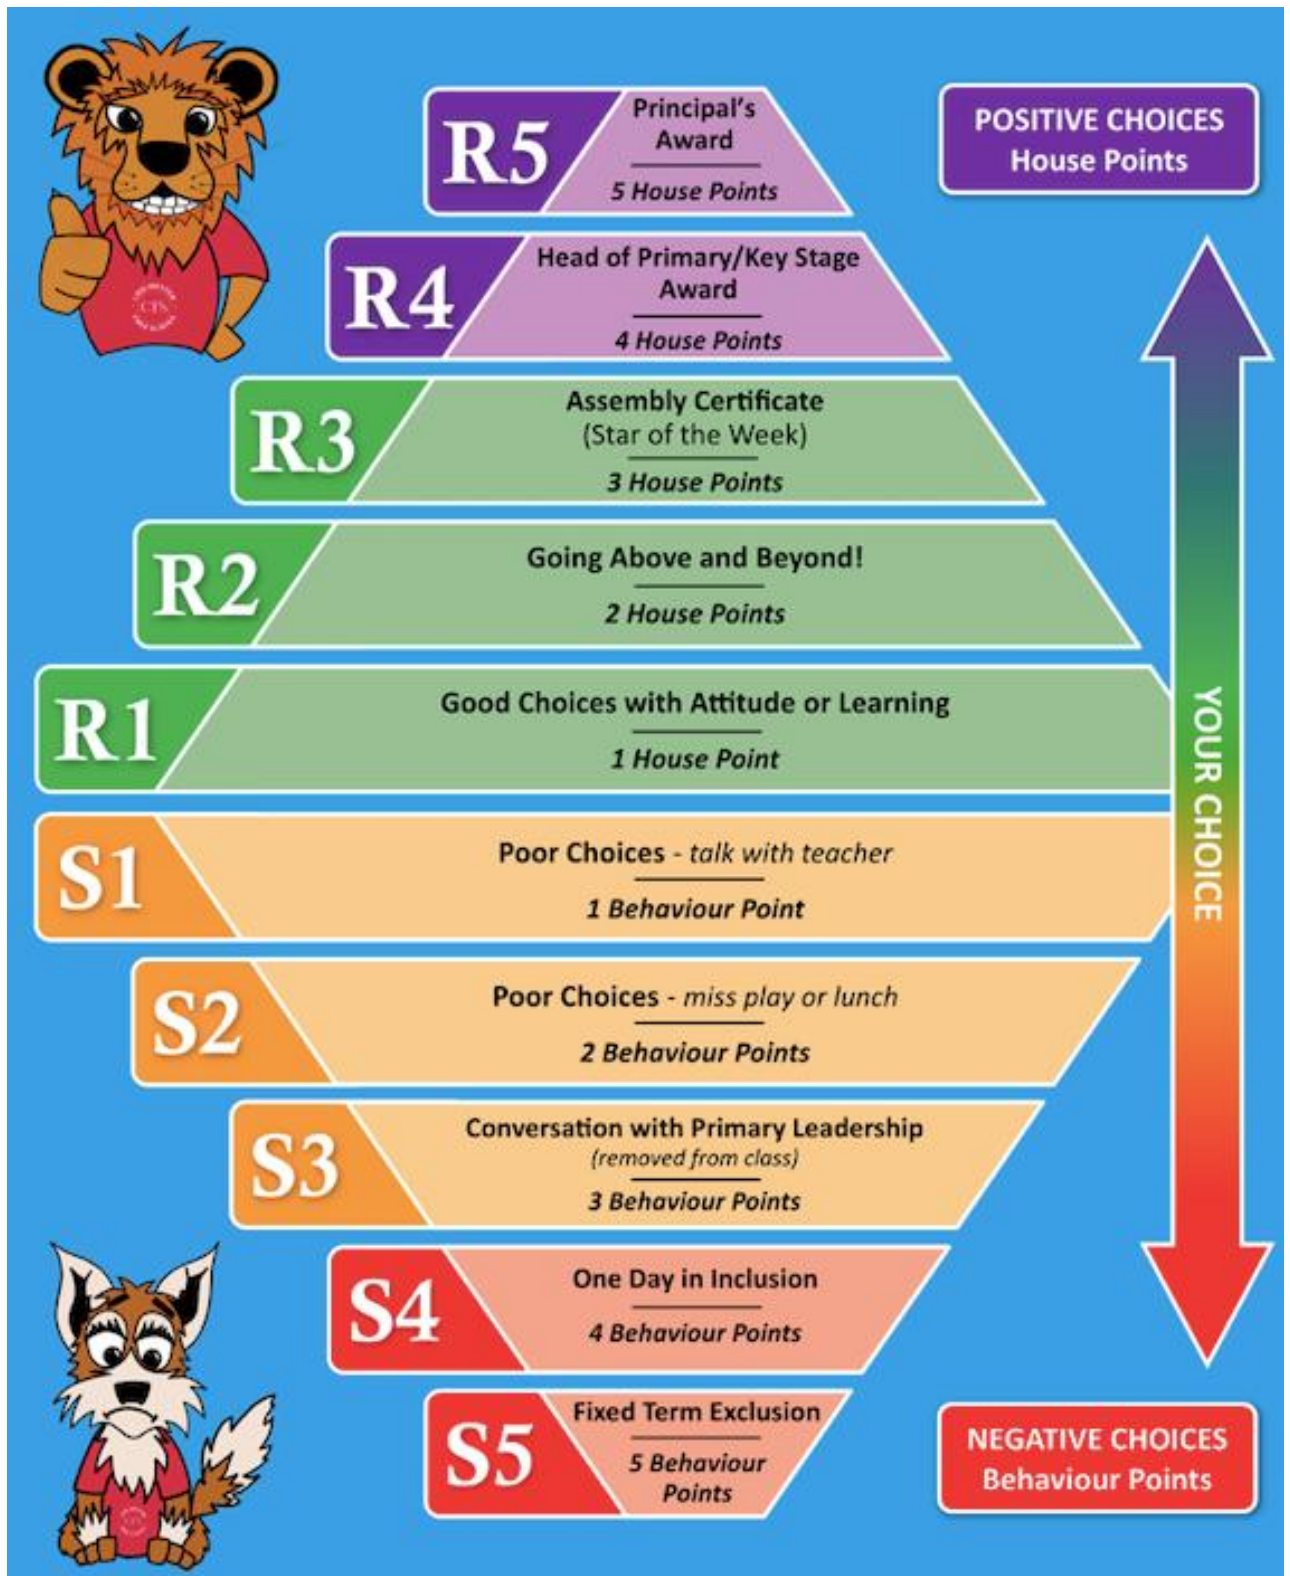 R5
Principal's
Award
5 House Points
POSITIVE CHOICES
House Points
R4
Head of Primary/Key Stage
Award
4 House Points
R3
Assembly Certificate
(Star of the Week)
3 House Points
R2
Going Above and Beyond!
2 House Points
R1
Good Choices with Attitude or Learning
1 House Point
YOUR CHOICE
S1
Poor Choices - talk with teacher
1 Behaviour Point
S2
Poor Choices - miss play or lunch
2 Behaviour Points
S3
Conversation with Primary Leadership
(removed from class)
3 Behaviour Points
S4
One Day in Inclusion
4 Behaviour Points
S5
Fixed Term Exclusion
5 Behaviour
Points
NEGATIVE CHOICES
Behaviour Points